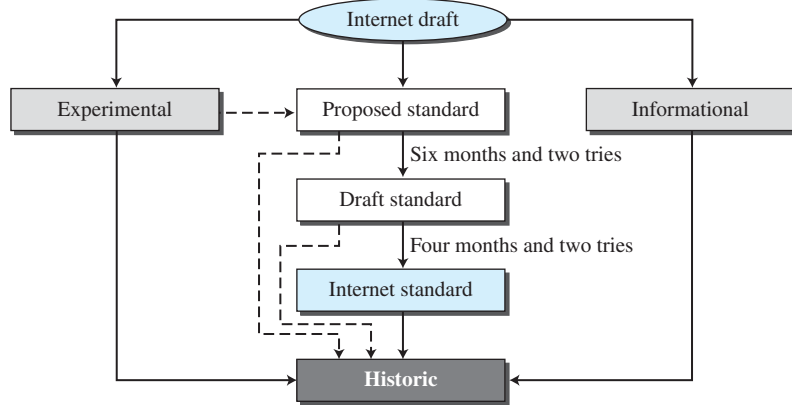 Internet draft
Experimental
Proposed standard
Informational
Six months and two tries
Draft standard
Four months and two tries
Internet standard
Historic